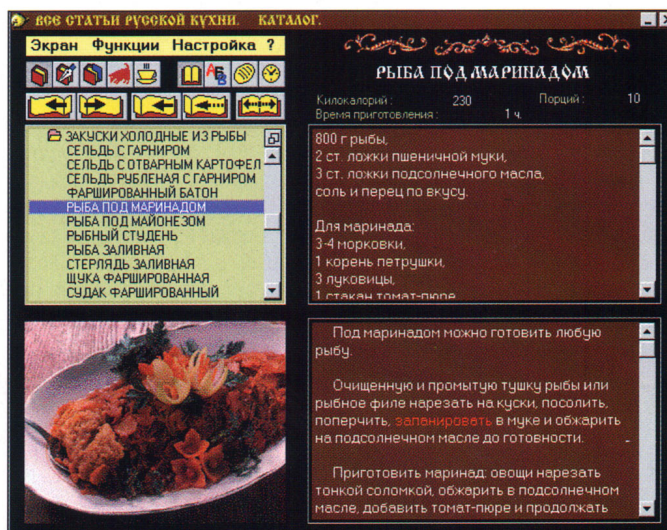 ВСЕ СТАТЬИ РУССКОЙ КУХНИ. КАТАЛОГ.
Экран Функции Настройка ?
АБВ
РЫБА ПОД МАРИНАДОМ
Килокалорий : 230 Порций : 10
Время приготовления : 1 ч.
ЗАКУСКИ ХОЛОДНЫЕ ИЗ РЫБЫ
СЕЛЬДЬ С ГАРНИРОМ
СЕЛЬДЬ С ОТВАРНЫМ КАРТОФЕЛ
СЕЛЬДЬ РУБЛЕНАЯ С ГАРНИРОМ
ФАРШИРОВАННЫЙ БАТОН
РЫБА ПОД МАРИНАДОМ
РЫБА ПОД МАЙОНЕЗОМ
РЫБНЫЙ СТУДЕНЬ
РЫБА ЗАЛИВНАЯ
СТЕРЛЯДЬ ЗАЛИВНАЯ
ЩУКА ФАРШИРОВАННАЯ
СУДАК ФАРШИРОВАННЫЙ
800 г рыбы,
2 ст. ложки пшеничной муки,
3 ст. ложки подсолнечного масла,
соль и перец по вкусу.
Для маринада:
3-4 морковки,
1 корень петрушки,
3 луковицы,
1 стакан томат-пюре
Под маринадом можно готовить любую
рыбу.
Очищенную и промытую тушку рыбы или
рыбное филе нарезать на куски, посолить,
поперчить, запанировать в муке и обжарить
на подсолнечном масле до готовности.
Приготовить маринад: овощи нарезать
тонкой соломкой, обжарить в подсолнечном
масле, добавить томат-пюре и продолжать